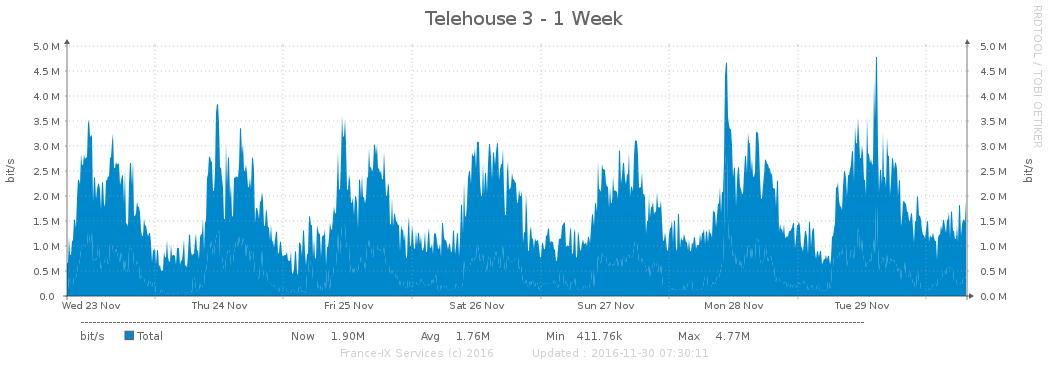 Telehouse 3 - 1 Week
RRDTOOL / TOBI OETIKER
bit/s
5.0 M
4.5 M
4.0 M
3.5 M
3.0 M
2.5 M
2.0 M
1.5 M
1.0 M
0.5 M
0.0
5.0 M
4.5 M
4.0 M
3.5 M
3.0 M
2.5 M
2.0 M
1.5 M
1.0 M
0.5 M
0.0 M
bit/s
Wed 23 Nov Thu 24 Nov Fri 25 Nov Sat 26 Nov Sun 27 Nov Mon 28 Nov Tue 29 Nov
bit/s Total Now 1.90M Avg 1.76M Min 411.76k Max 4.77M
France-IX Services (c) 2016 Updated : 2016-11-30 07:30:11